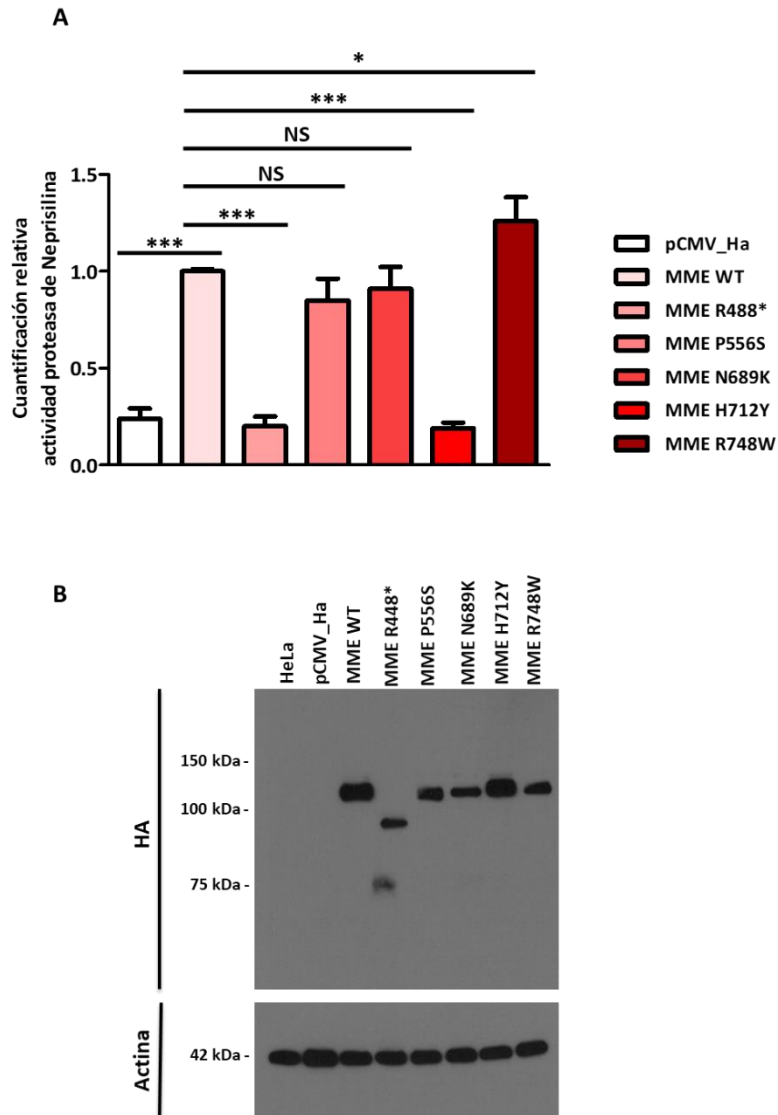 A
*
***
NS
NS
***
***
Cuantificación relativa
actividad proteasa de Neprisilina
1.5
1.0
0.5
0.0
pCMV_Ha
MME WT
MME R488*
MME P556S
MME N689K
MME H712Y
MME R748W
B
HeLa
pCMV_Ha
MME WT
MME R448*
MME P556S
MME N689K
MME H712Y
MME R748W
HA
150 kDa -
100 kDa -
75 kDa -
Actina
42 kDa -